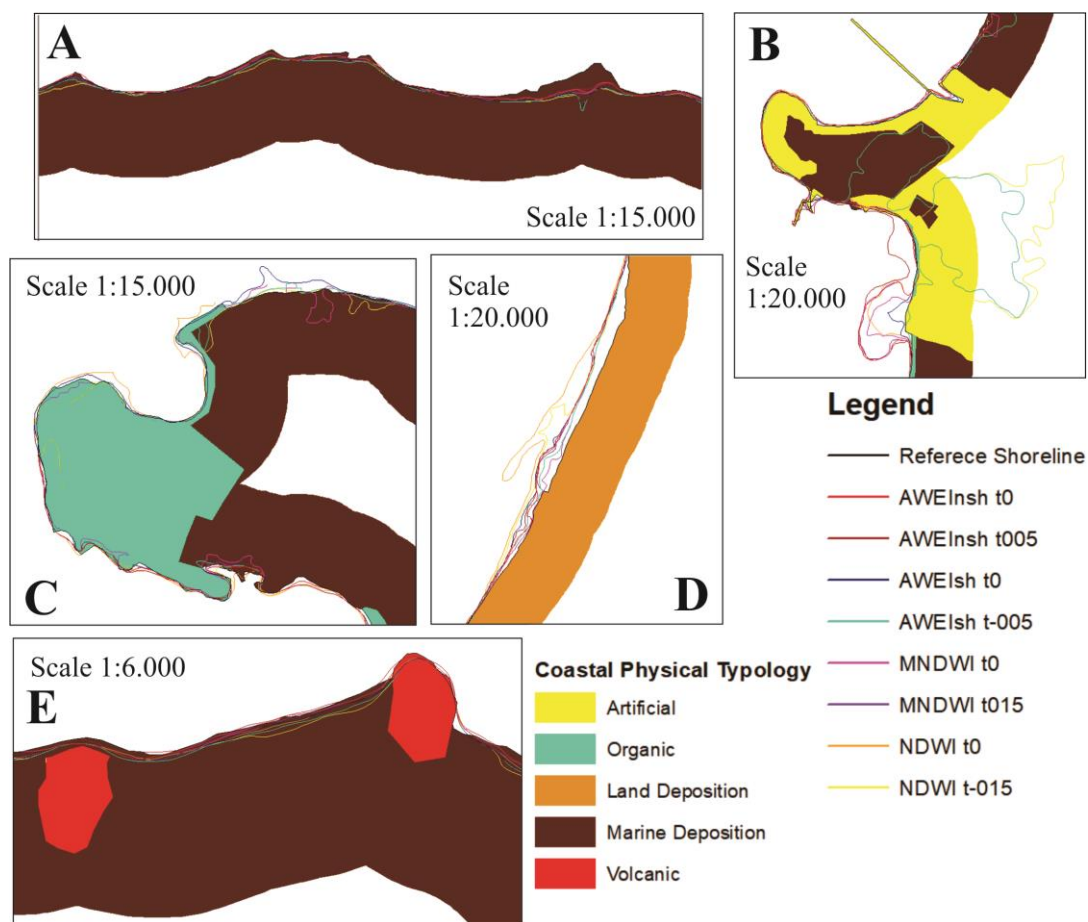 A
Scale 1:15.000
B
Scale
1:20.000
Scale 1:15.000
C
Scale
1:20.000
D
Scale 1:6.000
E
Coastal Physical Typology
Artificial
Organic
Land Deposition
Marine Deposition
Volcanic
Legend
Referece Shoreline
AWEInsh t0
AWEInsh t005
AWEIsh t0
AWEIsh t-005
MNDWI t0
MNDWI t015
NDWI t0
NDWI t-015